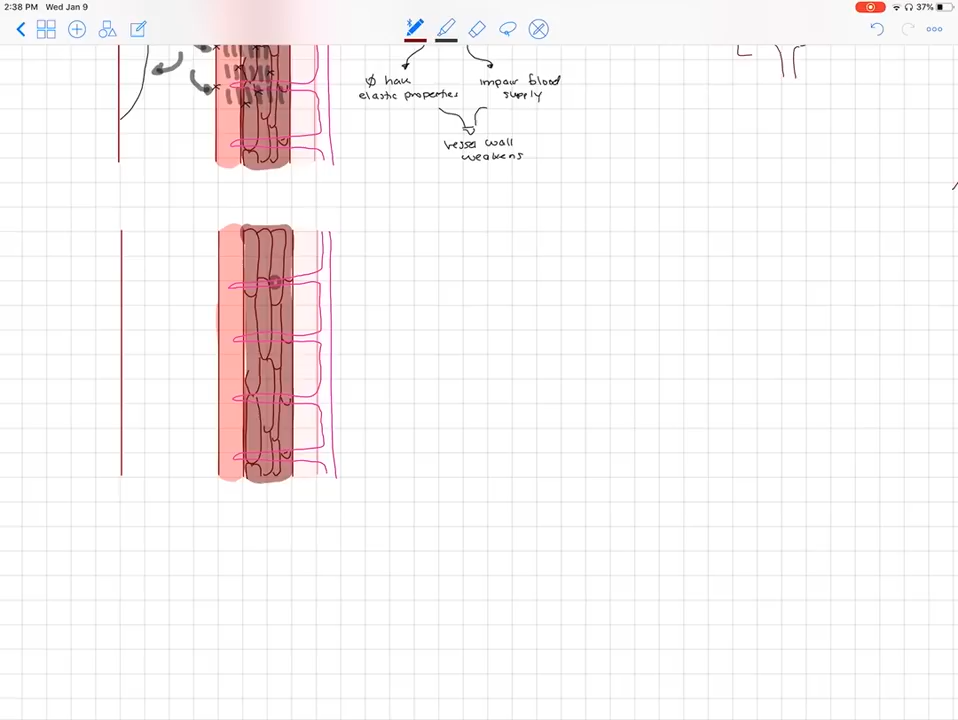 2:38 PM Wed Jan 9
37%
Ø have
elastic properties
impair blood
supply
vessel wall
weakens